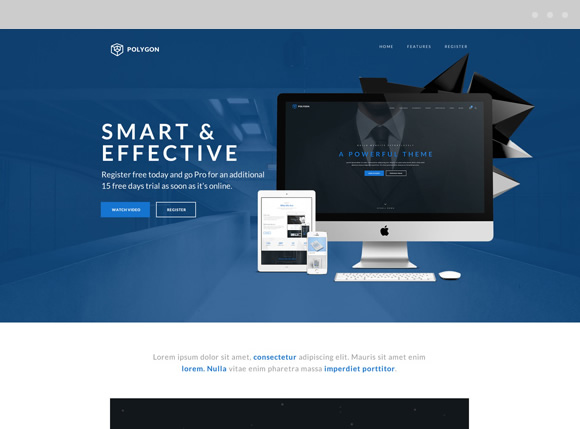 POLYGON
HOME FEATURES REGISTER
SMART &
EFFECTIVE
Register free today and go Pro for an additional
15 free days trial as soon as it's online.
WATCH VIDEO REGISTER
POLYGON
A POWERFUL THEME
Lorem ipsum dolor sit amet, consectetur adipiscing elit. Mauris sit amet enim
lorem. Nulla vitae enim pharetra massa imperdiet porttitor.